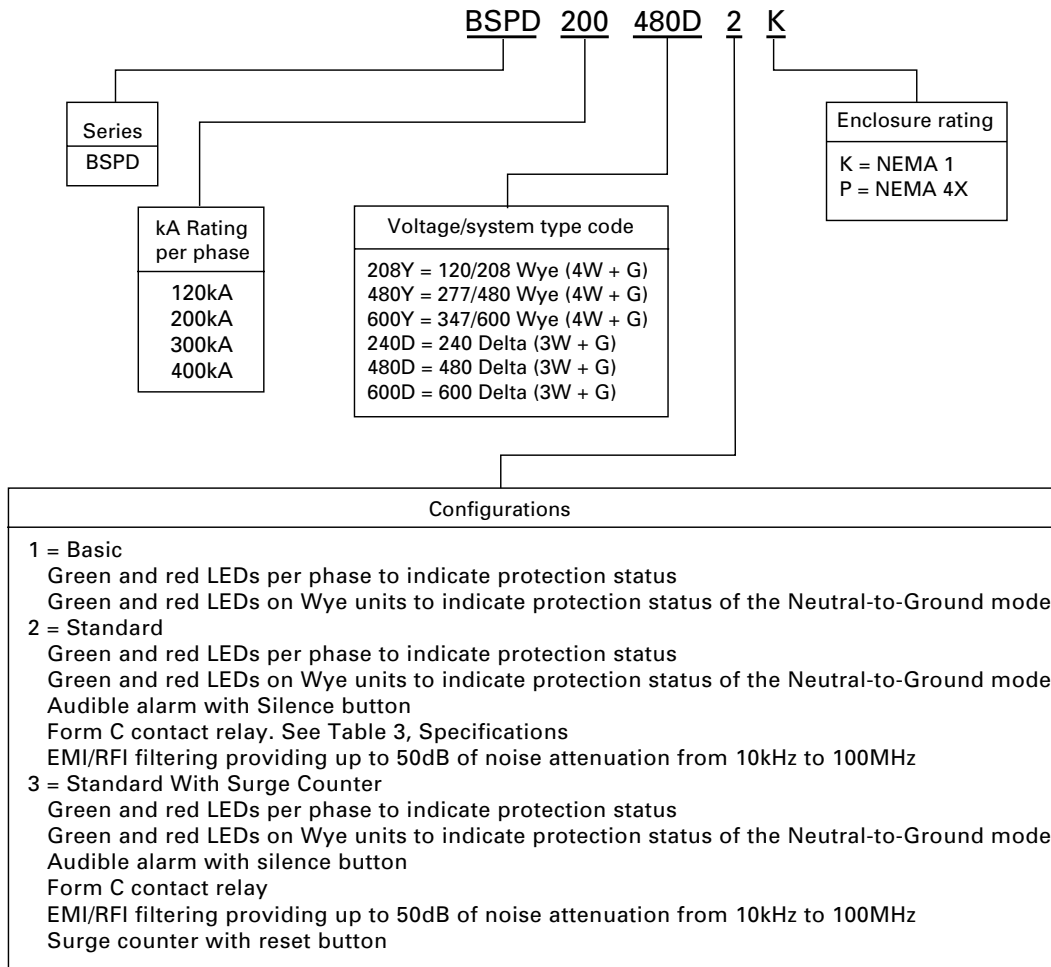 BSPD 200 480D 2 K
Series
BSPD
kA Rating
per phase
120kA
200kA
300kA
400kA
Voltage/system type code
208Y = 120/208 Wye (4W + G)
480Y = 277/480 Wye (4W + G)
600Y = 347/600 Wye (4W + G)
240D = 240 Delta (3W + G)
480D = 480 Delta (3W + G)
600D = 600 Delta (3W + G)
Enclosure rating
K = NEMA 1
P = NEMA 4X
Configurations
1 = Basic
Green and red LEDs per phase to indicate protection status
Green and red LEDs on Wye units to indicate protection status of the Neutral-to-Ground mode
2 = Standard
Green and red LEDs per phase to indicate protection status
Green and red LEDs on Wye units to indicate protection status of the Neutral-to-Ground mode
Audible alarm with Silence button
Form C contact relay. See Table 3, Specifications
EMI/RFI filtering providing up to 50dB of noise attenuation from 10kHz to 100MHz
3 = Standard With Surge Counter
Green and red LEDs per phase to indicate protection status
Green and red LEDs on Wye units to indicate protection status of the Neutral-to-Ground mode
Audible alarm with silence button
Form C contact relay
EMI/RFI filtering providing up to 50dB of noise attenuation from 10kHz to 100MHz
Surge counter with reset button